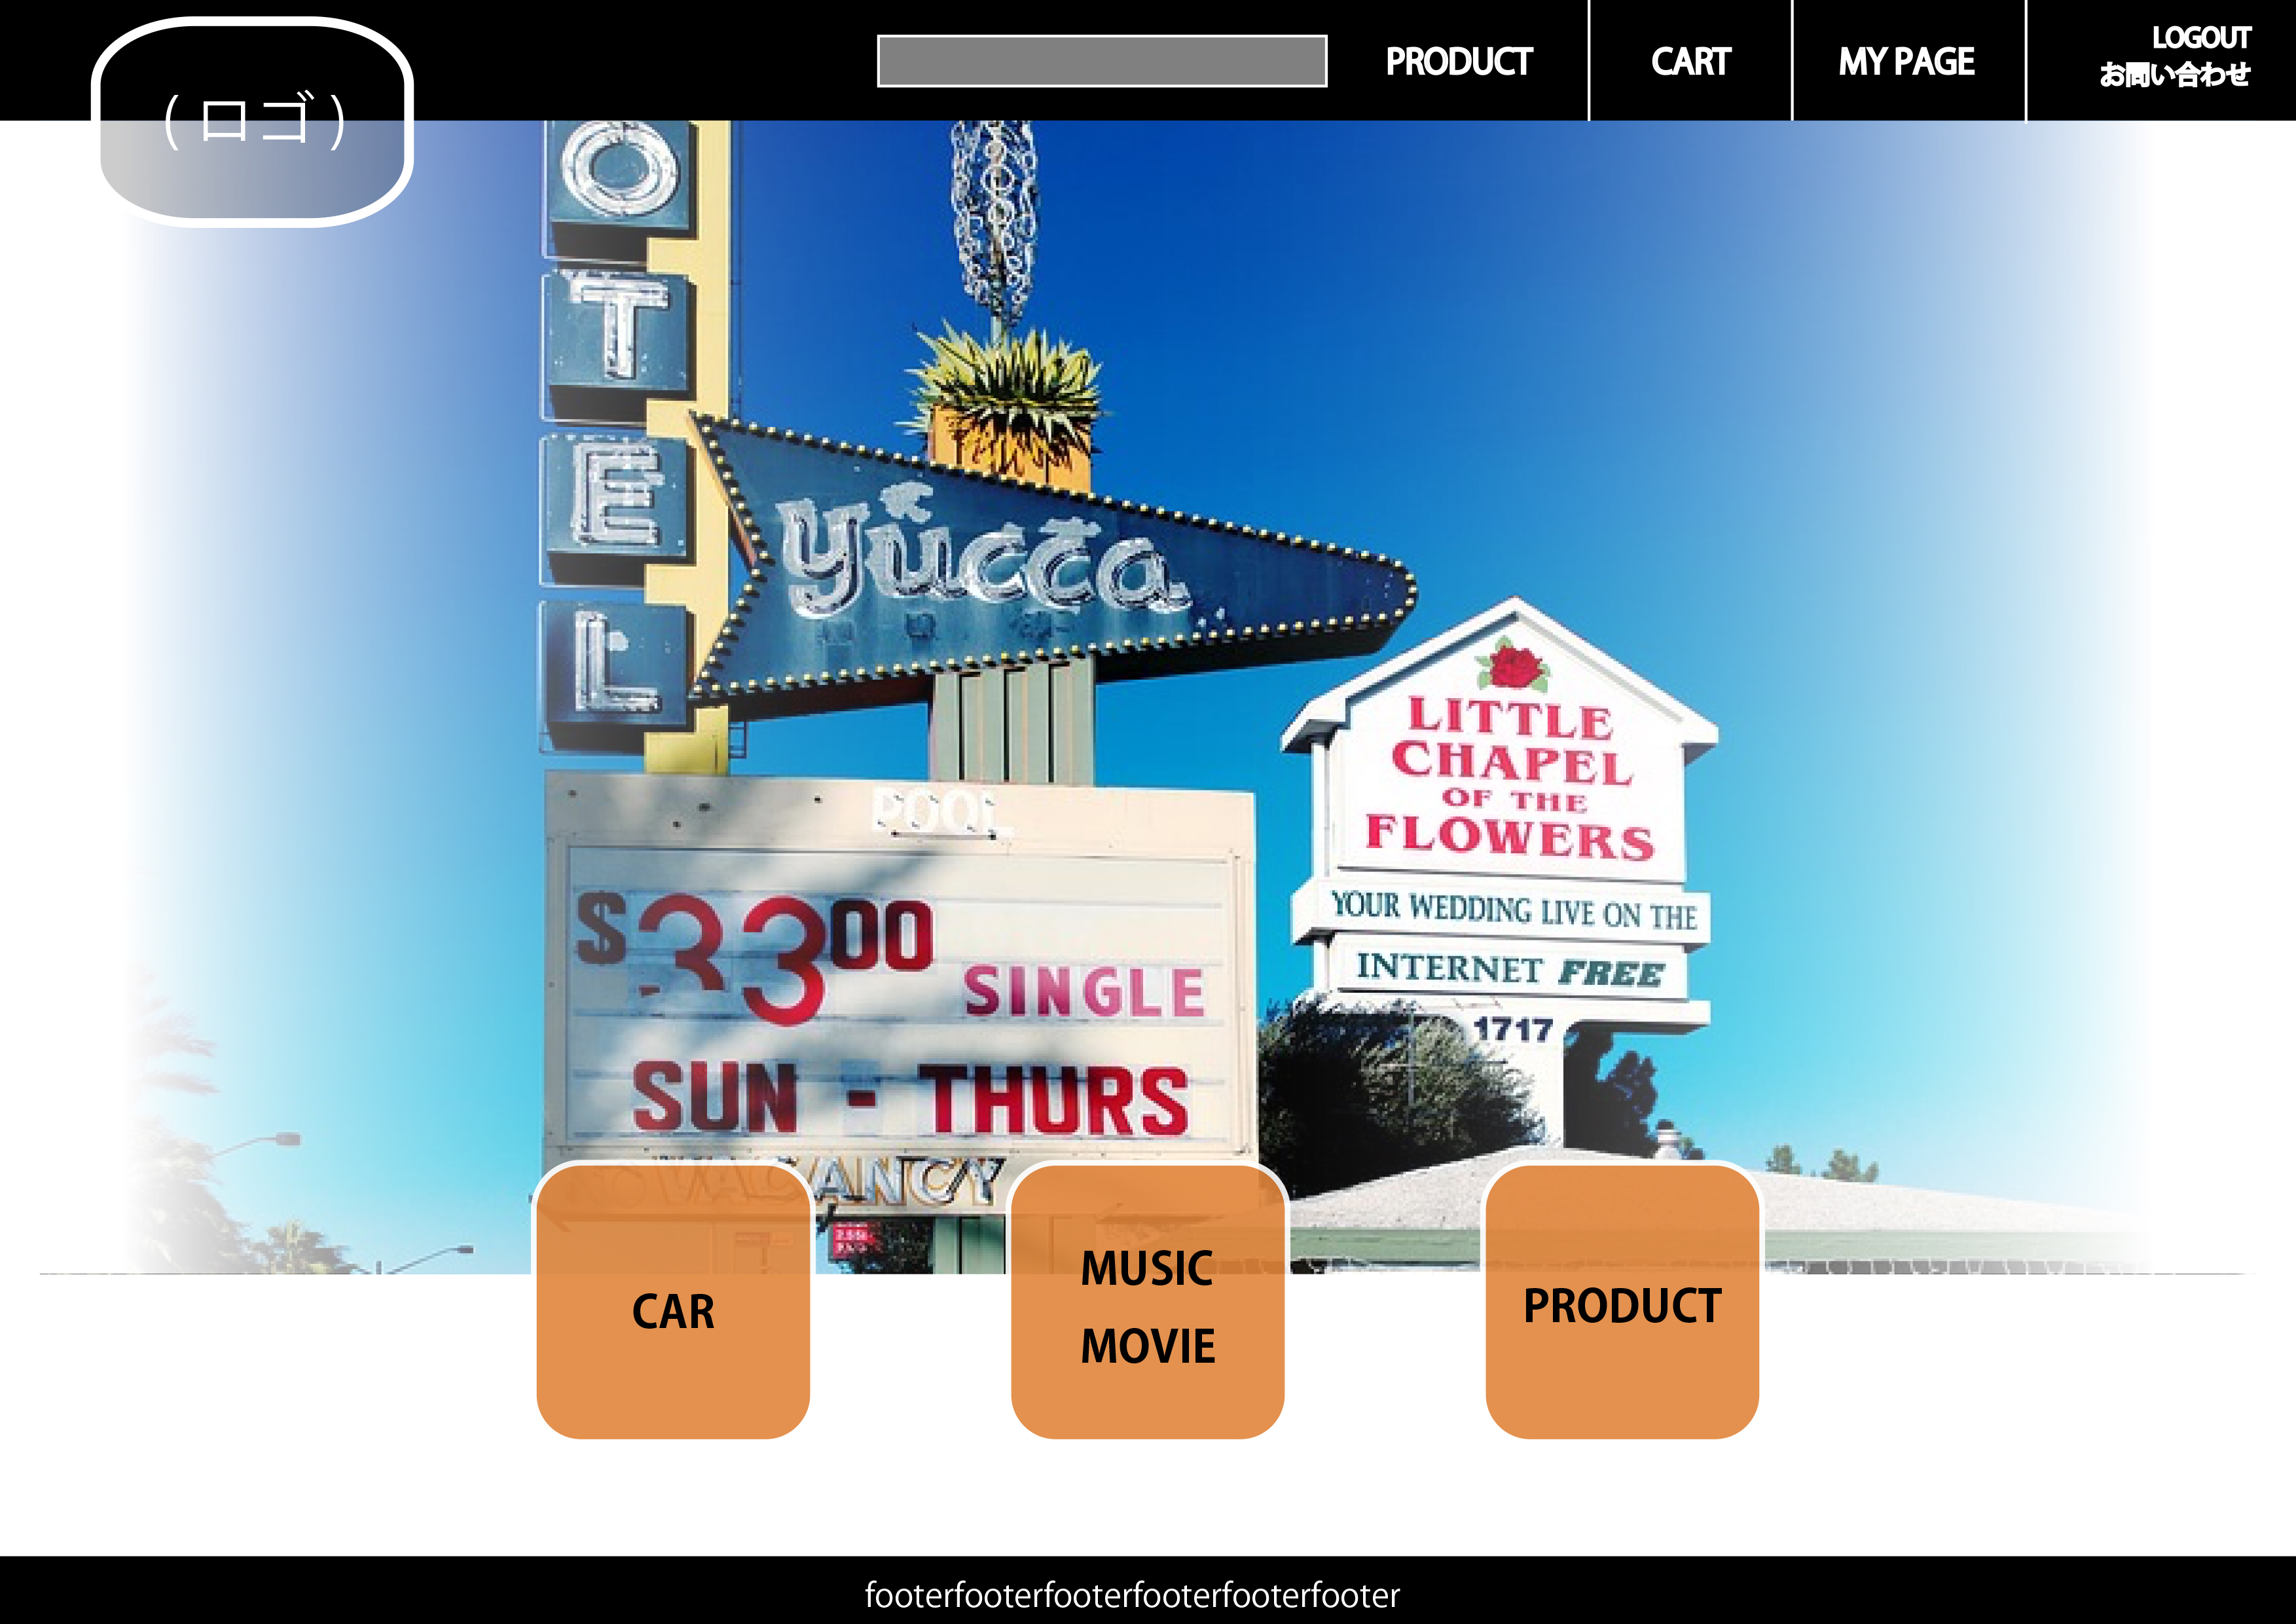 (ロゴ)
PRODUCT
CART
MY PAGE
LOGOUT
お問い合わせ
OTEL
yucca
POOL
$3300 SINGLE
SUN - THURS
VACANCY
LITTLE
CHAPEL
OF THE
FLOWERS
YOUR WEDDING LIVE ON THE
INTERNET FREE
1717
CAR
MUSIC
MOVIE
PRODUCT
footerfooterfooterfooterfooterfooter